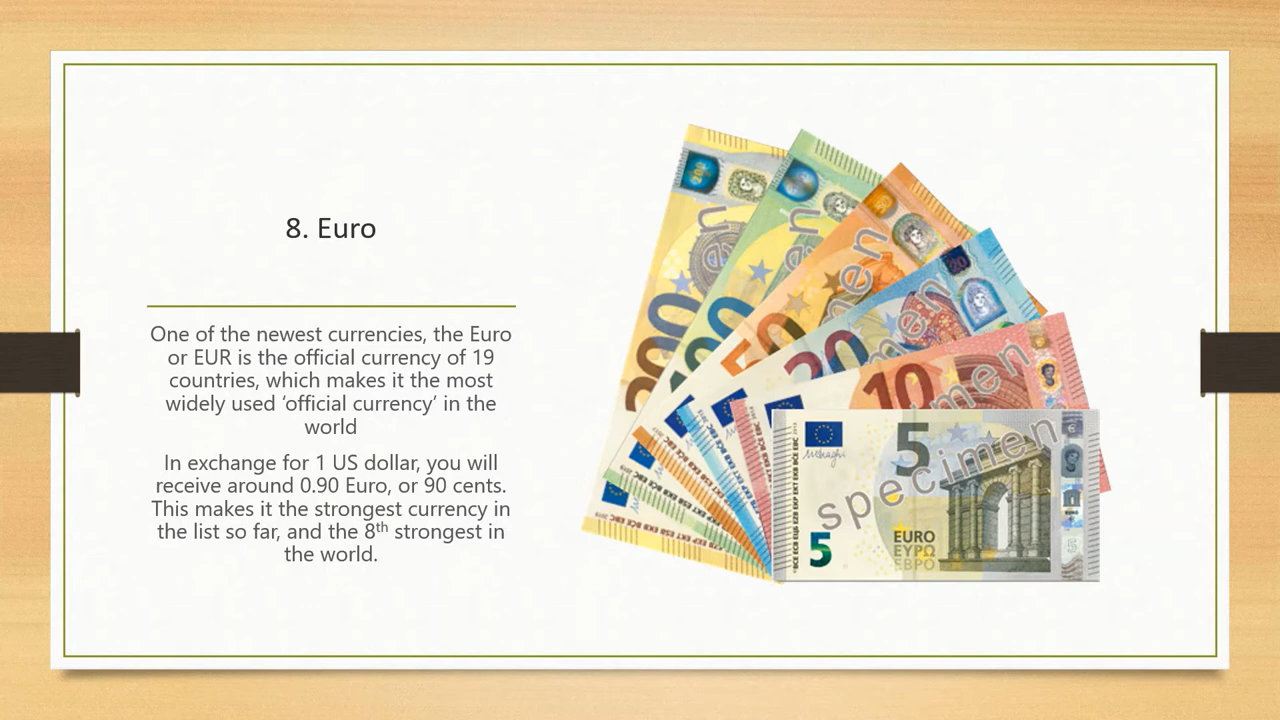 8. Euro
One of the newest currencies, the Euro
or EUR is the official currency of 19
countries, which makes it the most
widely used ‘official currency’ in the
world
In exchange for 1 US dollar, you will
receive around 0.90 Euro, or 90 cents.
This makes it the strongest currency in
the list so far, and the 8th strongest in
the world.
200
50
20
20
10
5
specimen
5
EURO
ΕΥΡΩ
ЕВРО